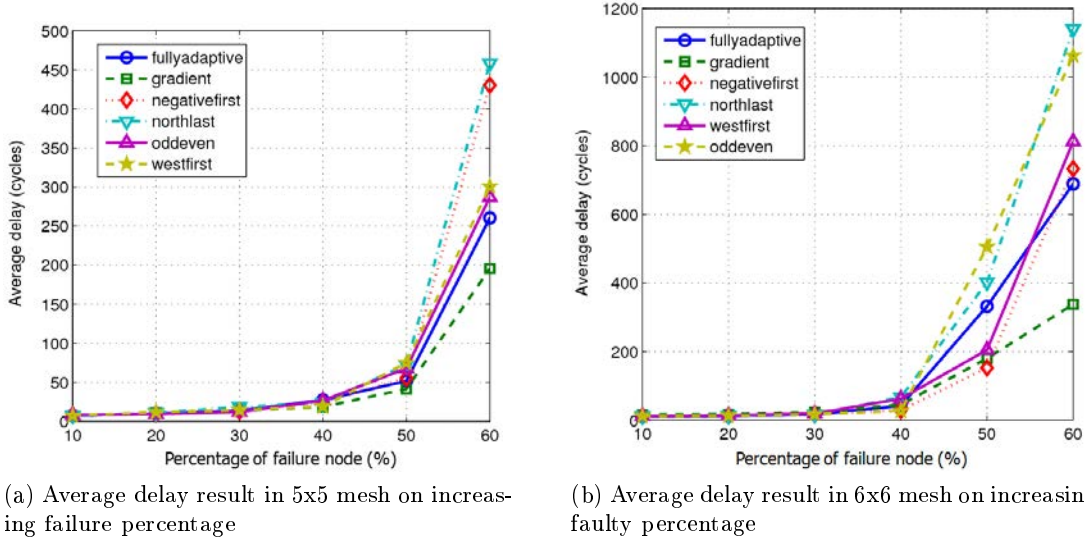 500
450
400
350
300
250
200
150
100
50
0
10
20
30
40
50
60
Average delay (cycles)
Percentage of failure node (%)
fullyadaptive
gradient
negativefirst
northlast
oddeven
westfirst
(a) Average delay result in 5x5 mesh on increas-
ing failure percentage
1200
1000
800
600
400
200
0
10
20
30
40
50
60
Average delay (cycles)
Percentage of failure node (%)
fullyadaptive
gradient
negativefirst
northlast
westfirst
oddeven
(b) Average delay result in 6x6 mesh on increasin
faulty percentage